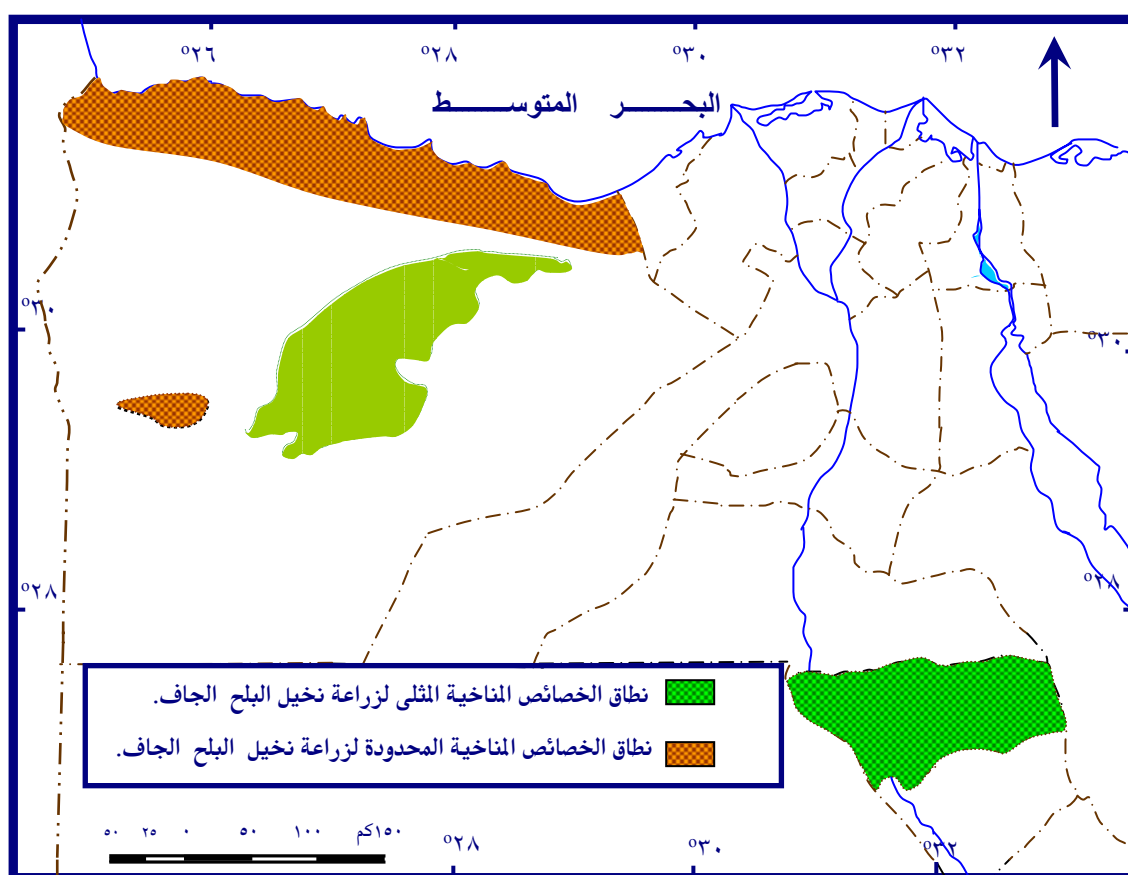 °٢٦ °٢٨ °٣٠ °٣٢
البحـــــر المتوســـــط
°٣٠ °٣٠
°٢٨ °٢٨
نطاق الخصائص المناخية المثلى لزراعة نخيل البلح الجاف.
نطاق الخصائص المناخية المحدودة لزراعة نخيل البلح الجاف.
٥٠ ٢٥ ٠ ٥٠ ١٠٠ ١٥٠كم
°٢٨ °٣٠ °٣٢